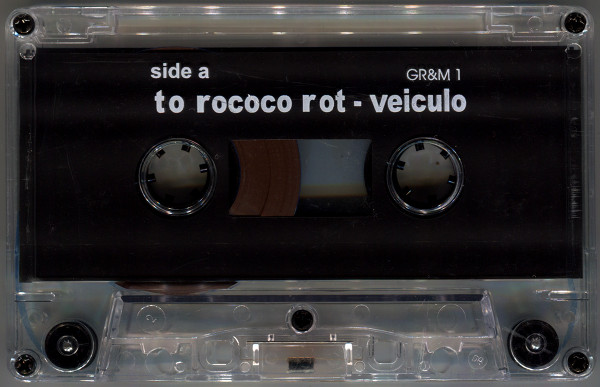 side a
GR&M 1
to rococo rot - veiculo